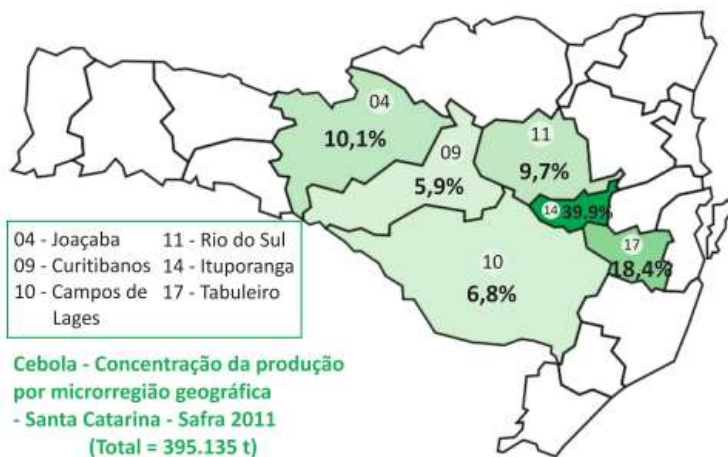 04
10,1%
09
5,9%
11
9,7%
14 39,9%
17
18,4%
10
6,8%
04 - Joaçaba 11 - Rio do Sul
09 - Curitibanos 14 - Ituporanga
10 - Campos de 17 - Tabuleiro
Lages
Cebola - Concentração da produção
por microrregião geográfica
- Santa Catarina - Safra 2011
(Total = 395.135 t)